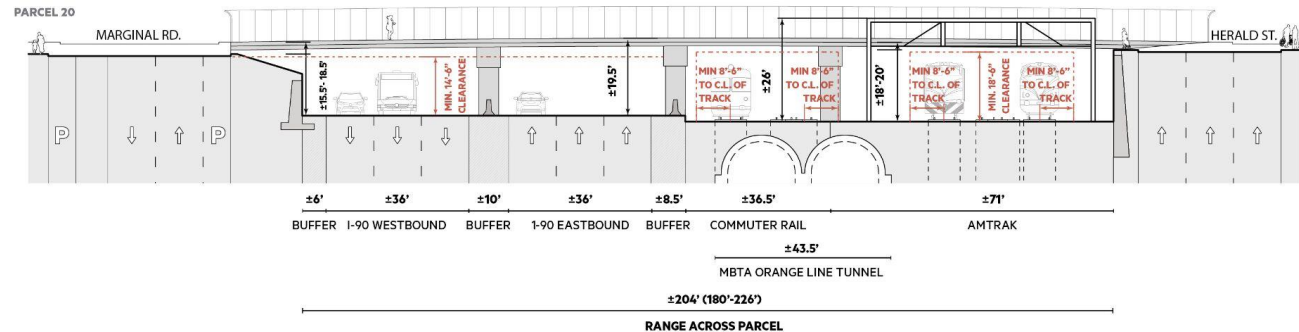 PARCEL 20
MARGINAL RD.
HERALD ST.
±15.5'- 18.5'
MIN. 14'-6"
CLEARANCE
±19.5'
MIN 8'-6"
TO C.L. OF
TRACK
±26'
MIN 8'-6"
TO C.L. OF
TRACK
±18'-20'
MIN 8'-6"
TO C.L. OF
TRACK
MIN. 18'-6"
CLEARANCE
MIN 8'-6"
TO C.L. OF
TRACK
P
P
±6'
±36'
±10'
±36'
±8.5'
±36.5'
±71'
BUFFER
I-90 WESTBOUND
BUFFER
1-90 EASTBOUND
BUFFER
COMMUTER RAIL
AMTRAK
±43.5'
MBTA ORANGE LINE TUNNEL
±204' (180'-226')
RANGE ACROSS PARCEL